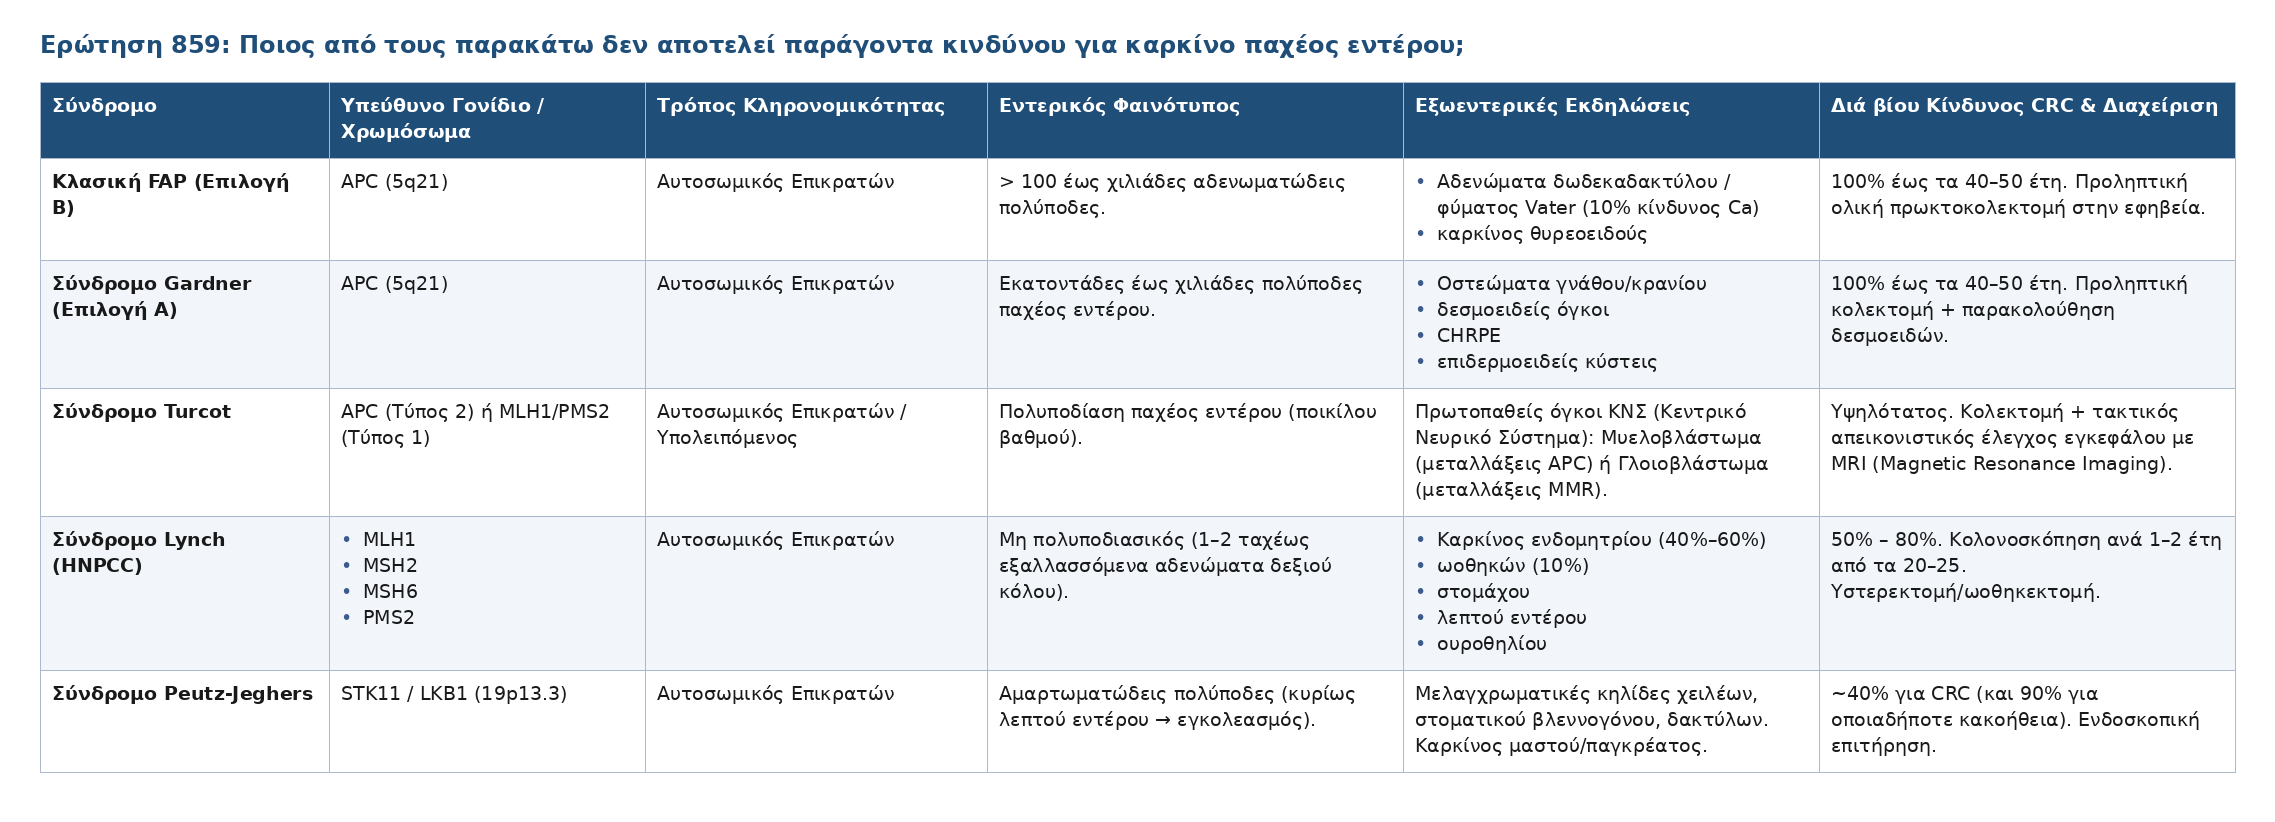 Ερώτηση 859: Ποιος από τους παρακάτω δεν αποτελεί παράγοντα κινδύνου για καρκίνο παχέος εντέρου;
Σύνδρομο
Υπεύθυνο Γονίδιο /
Χρωμόσωμα
Τρόπος Κληρονομικότητας
Εντερικός Φαινότυπος
Εξωεντερικές Εκδηλώσεις
Διά βίου Κίνδυνος CRC & Διαχείριση
Κλασική FAP (Επιλογή
Β)
APC (5q21)
Αυτοσωμικός Επικρατών
> 100 έως χιλιάδες αδενωματώδεις
πολύποδες.
• Αδενώματα δωδεκαδακτύλου /
φύματος Vater (10% κίνδυνος Ca)
• καρκίνος θυρεοειδούς
100% έως τα 40–50 έτη. Προληπτική
ολική πρωκτοκολεκτομή στην εφηβεία.
Σύνδρομο Gardner
(Επιλογή Α)
APC (5q21)
Αυτοσωμικός Επικρατών
Εκατοντάδες έως χιλιάδες πολύποδες
παχέος εντέρου.
• Οστεώματα γνάθου/κρανίου
• δεσμοειδείς όγκοι
• CHRPE
• επιδερμοειδείς κύστεις
100% έως τα 40–50 έτη. Προληπτική
κολεκτομή + παρακολούθηση
δεσμοειδών.
Σύνδρομο Turcot
APC (Τύπος 2) ή MLH1/PMS2
(Τύπος 1)
Αυτοσωμικός Επικρατών /
Υπολειπόμενος
Πολυποδίαση παχέος εντέρου (ποικίλου
βαθμού).
Πρωτοπαθείς όγκοι ΚΝΣ (Κεντρικό
Νευρικό Σύστημα): Μυελοβλάστωμα
(μεταλλάξεις APC) ή Γλοιοβλάστωμα
(μεταλλάξεις MMR).
Υψηλότατος. Κολεκτομή + τακτικός
απεικονιστικός έλεγχος εγκεφάλου με
MRI (Magnetic Resonance Imaging).
Σύνδρομο Lynch
(HNPCC)
• MLH1
• MSH2
• MSH6
• PMS2
Αυτοσωμικός Επικρατών
Μη πολυποδιασικός (1–2 ταχέως
εξαλλασσόμενα αδενώματα δεξιού
κόλου).
• Καρκίνος ενδομητρίου (40%–60%)
• ωοθηκών (10%)
• στομάχου
• λεπτού εντέρου
• ουροθηλίου
50% – 80%. Κολονοσκόπηση ανά 1–2 έτη
από τα 20–25.
Υστερεκτομή/ωοθηκεκτομή.
Σύνδρομο Peutz-Jeghers
STK11 / LKB1 (19p13.3)
Αυτοσωμικός Επικρατών
Αμαρτωματώδεις πολύποδες (κυρίως
λεπτού εντέρου → εγκολεασμός).
Μελαγχρωματικές κηλίδες χειλέων,
στοματικού βλεννογόνου, δακτύλων.
Καρκίνος μαστού/παγκρέατος.
~40% για CRC (και 90% για
οποιαδήποτε κακοήθεια). Ενδοσκοπική
επιτήρηση.